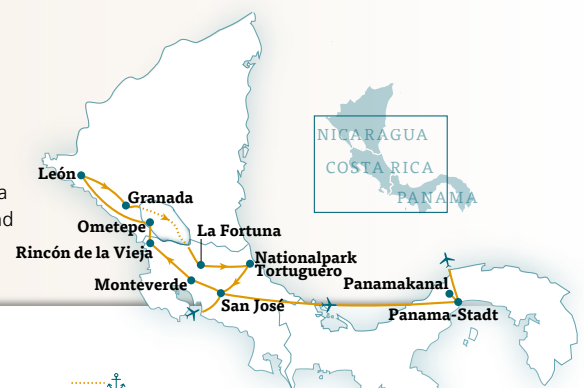 NICARAGUA
COSTA RICA
PANAMA
León
a
Granada
nd
Ometepe
La Fortuna
Rincón de la Vieja
Nationalpark
Tortuguero
Monteverde
Panamakanal
San José
Panama-Stadt